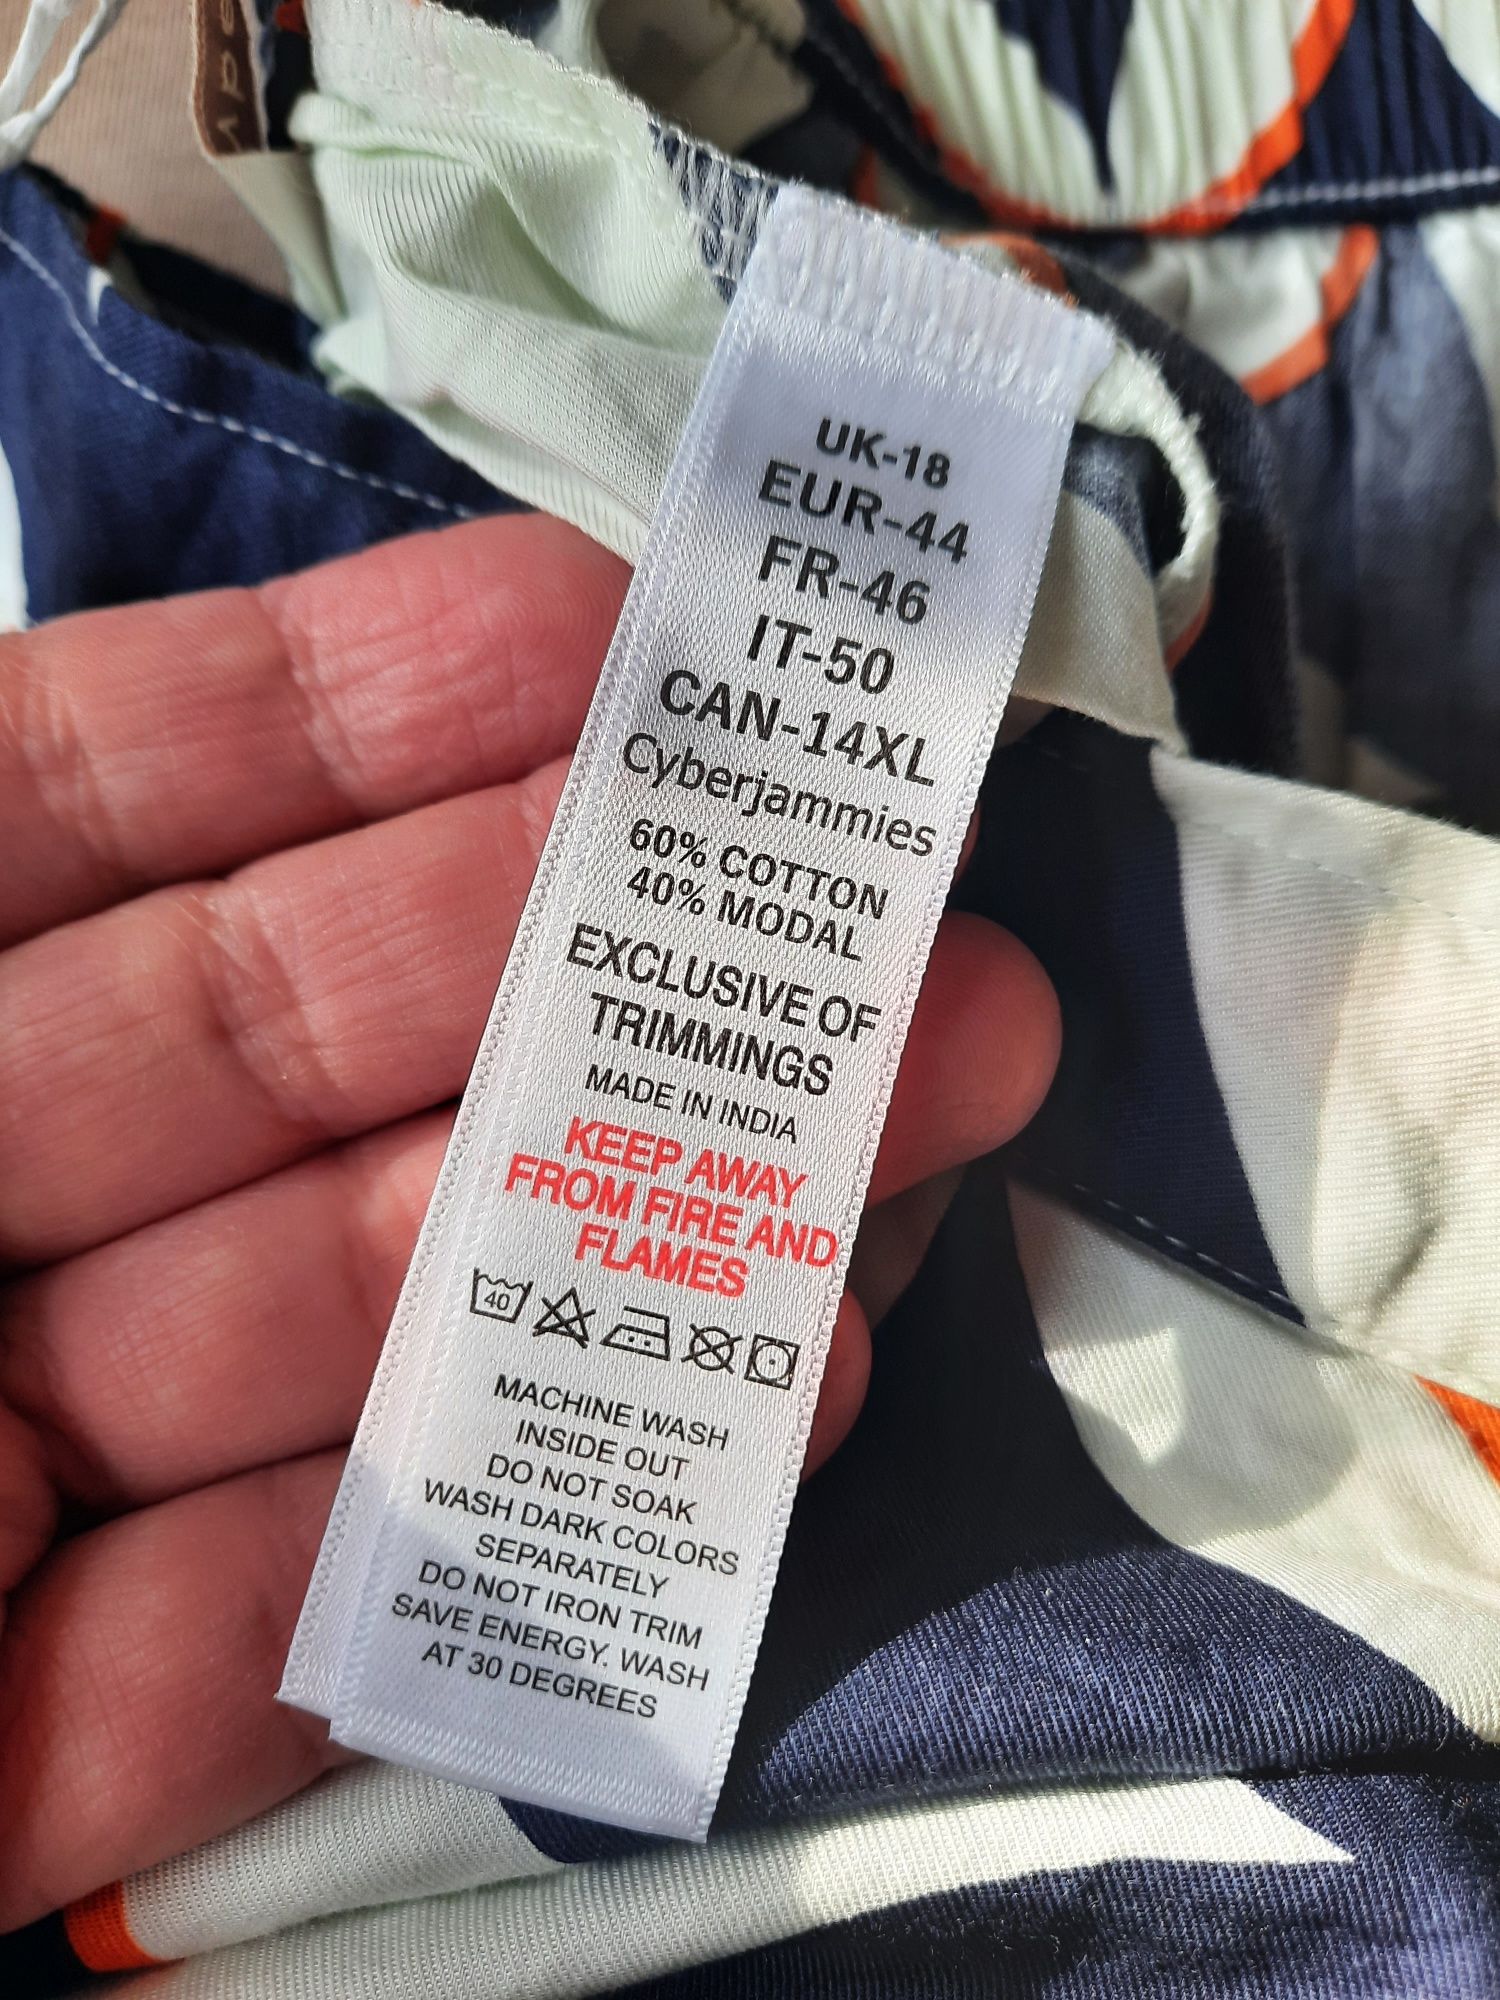 UK-18
EUR-44
FR-46
IT-50
CAN-14XL
Cyberjammies
60% COTTON
40% MODAL
EXCLUSIVE OF
TRIMMINGS
MADE IN INDIA
KEEP AWAY
FROM FIRE AND
FLAMES
40
MACHINE WASH
INSIDE OUT
DO NOT SOAK
WASH DARK COLORS
SEPARATELY
DO NOT IRON TRIM
SAVE ENERGY. WASH
AT 30 DEGREES